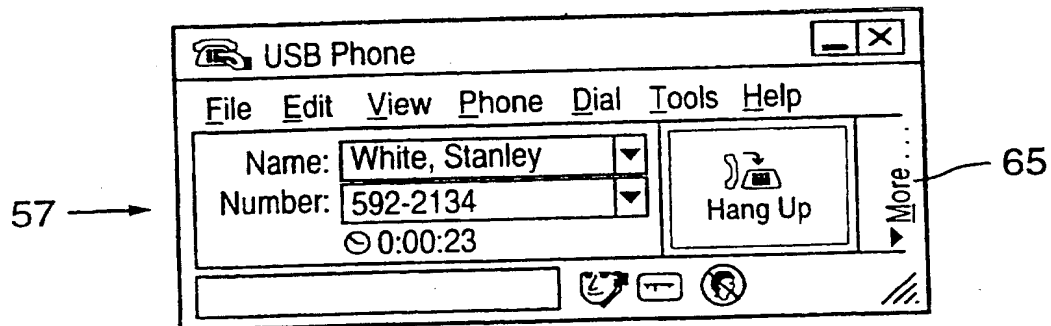 USB Phone
File Edit View Phone Dial Tools Help
Name: White, Stanley
Number: 592-2134
0:00:23
Hang Up
More...
57
65